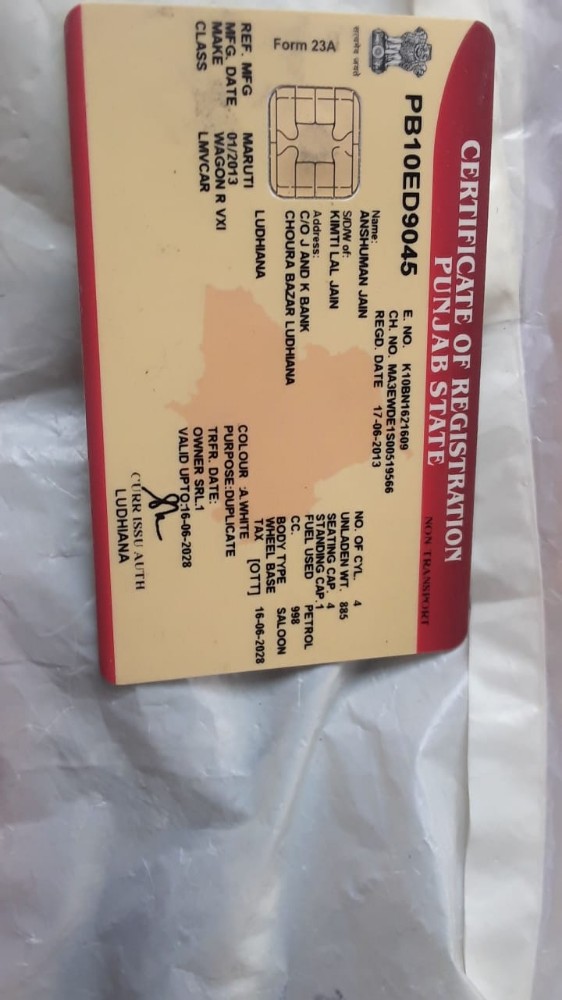 CERTIFICATE OF REGISTRATION
PUNJAB STATE
NON TRANSPORT
सत्यमेव जयते
Form 23A
PB10ED9045
E. NO. K10BN1621609
CH. NO. MA3EWDE1S00519566
REGD. DATE 17-06-2013
Name:
ANSHUMAN JAIN
S/D/W of:
KIMTI LAL JAIN
Address:
C/O J AND K BANK
CHOURA BAZAR LUDHIANA
LUDHIANA
NO. OF CYL. 4
UNLADEN WT. 885
SEATING CAP. 4
STANDING CAP. 1
FUEL USED PETROL
CC. 998
BODY TYPE SALOON
WHEEL BASE
TAX [OTT] 16-06-2028
REF. MFG MARUTI
MFG. DATE 01/2013
MAKE WAGON R VXI
CLASS LMVCAR
COLOUR :A.WHITE
PURPOSE:DUPLICATE
TRFR. DATE:
OWNER SRL.1
VALID UPTO:16-06-2028
CURR ISSU AUTH
LUDHIANA